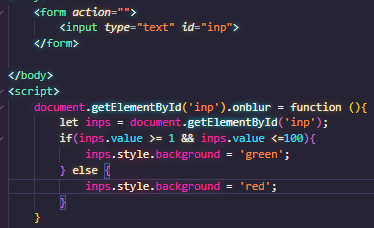 <form action="">
<input type="text" id="inp">
</form>
</body>
<script>
document.getElementById('inp').onblur = function (){
let inps = document.getElementById('inp');
if(inps.value >= 1 && inps.value <=100){
inps.style.background = 'green';
} else {
inps.style.background = 'red';
}
}